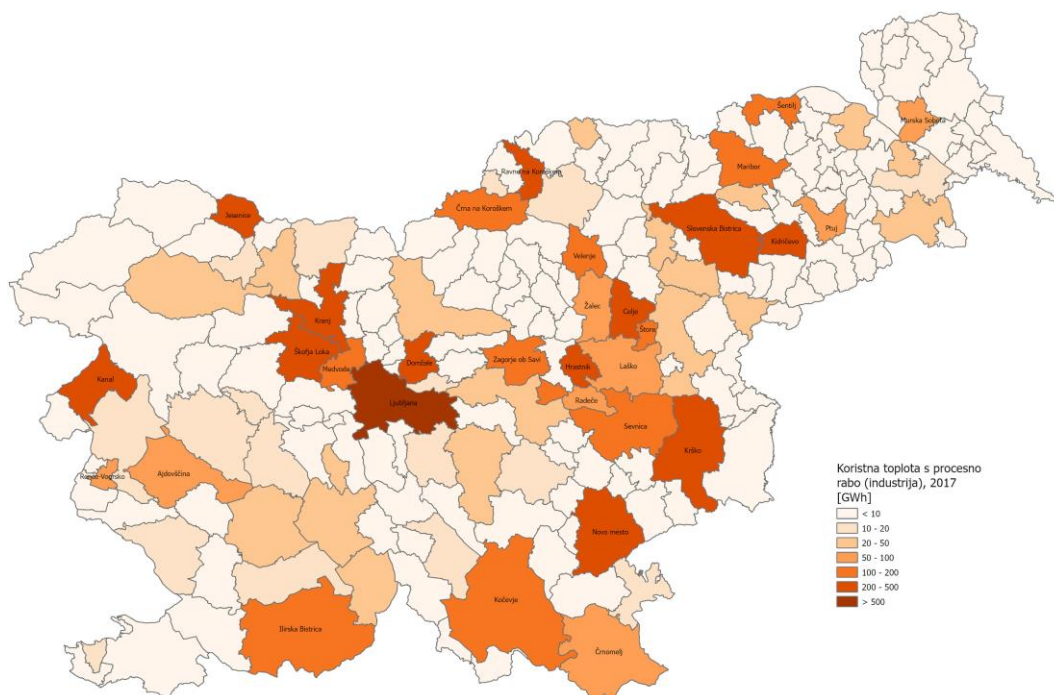 Šentilj
Murska Sobota
Ravne na Koroškem
Maribor
Črna na Koroškem
Jesenice
Slovenska Bistrica
Kidričevo
Ptuj
Velenje
Žalec
Celje
Kranj
Štore
Škofja Loka
Medvode
Domžale
Zagorje ob Savi
Hrastnik
Laško
Kanal
Ljubljana
Radeče
Sevnica
Krško
Ajdovščina
Renče-Vogrsko
Novo mesto
Kočevje
Ilirska Bistrica
Črnomelj
Koristna toplota s procesno
rabo (industrija), 2017
[GWh]
< 10
10 - 20
20 - 50
50 - 100
100 - 200
200 - 500
> 500